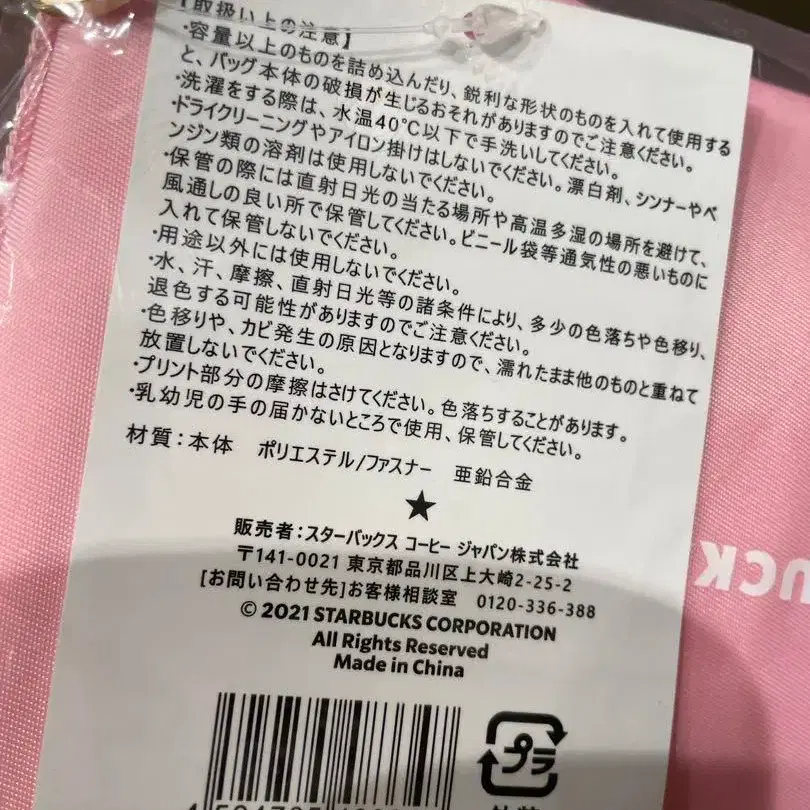 【取扱い上の注意】
・容量以上のものを詰め込んだり、鋭利な形状のものを入れて使用する
と、バッグ本体の破損が生じるおそれがありますのでご注意ください。
・洗濯をする際は、水温40℃以下で手洗いしてください。
・ドライクリーニングやアイロン掛けはしないでください。漂白剤、シンナーやベ
ンジン類の溶剤は使用しないでください。
・保管の際には直射日光の当たる場所や高温多湿の場所を避けて、
風通しの良い所で保管してください。ビニール袋等通気性の悪いものに
入れて保管しないでください。
・用途以外には使用しないでください。
・水、汗、摩擦、直射日光等の諸条件により、多少の色落ちや色移り、
退色する可能性がありますのでご注意ください。
・色移りや、カビ発生の原因となりますので、濡れたまま他のものと重ねて
放置しないでください。
・プリント部分の摩擦はさけてください。色落ちすることがあります。
・乳幼児の手の届かないところで使用、保管してください。
材質：本体 ポリエステル/ファスナー 亜鉛合金
★
販売者：スターバックス コーヒー ジャパン株式会社
〒141-0021 東京都品川区上大崎2-25-2
[お問い合わせ先]お客様相談室 0120-336-388
© 2021 STARBUCKS CORPORATION
All Rights Reserved
Made in China
プラ
UCK